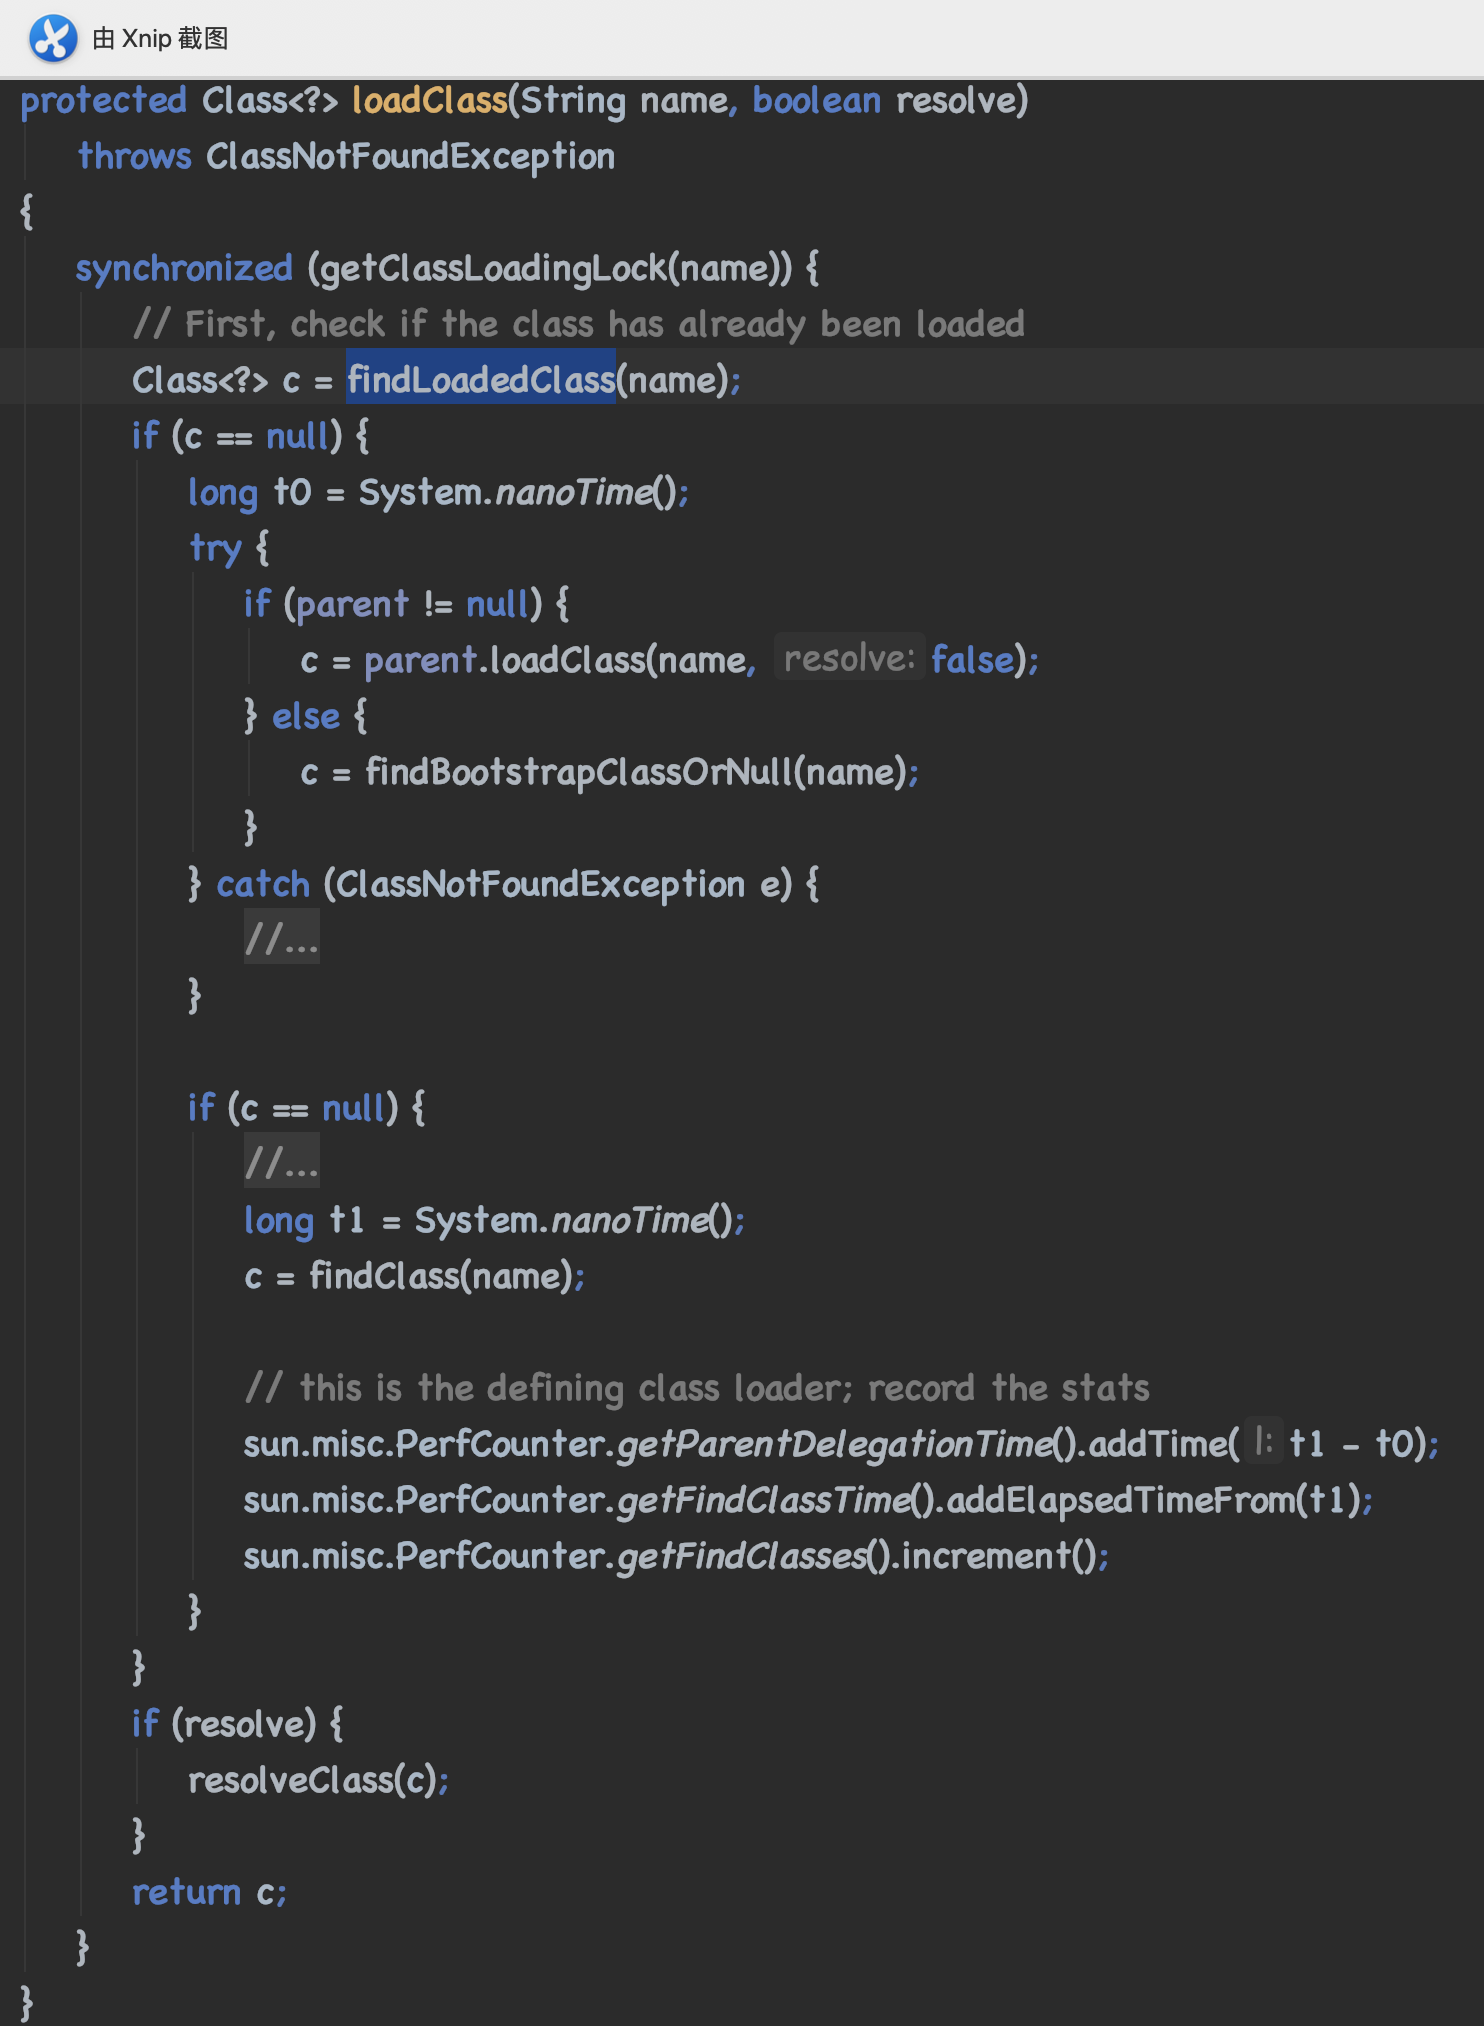 由 Xnip 截图
protected Class<?> loadClass(String name, boolean resolve)
throws ClassNotFoundException
{
synchronized (getClassLoadingLock(name)) {
// First, check if the class has already been loaded
Class<?> c = findLoadedClass(name);
if (c == null) {
long t0 = System.nanoTime();
try {
if (parent != null) {
c = parent.loadClass(name, resolve: false);
} else {
c = findBootstrapClassOrNull(name);
}
} catch (ClassNotFoundException e) {
//...
}
if (c == null) {
//...
long t1 = System.nanoTime();
c = findClass(name);
// this is the defining class loader; record the stats
sun.misc.PerfCounter.getParentDelegationTime().addTime( l: t1 - t0);
sun.misc.PerfCounter.getFindClassTime().addElapsedTimeFrom(t1);
sun.misc.PerfCounter.getFindClasses().increment();
}
}
if (resolve) {
resolveClass(c);
}
return c;
}
}